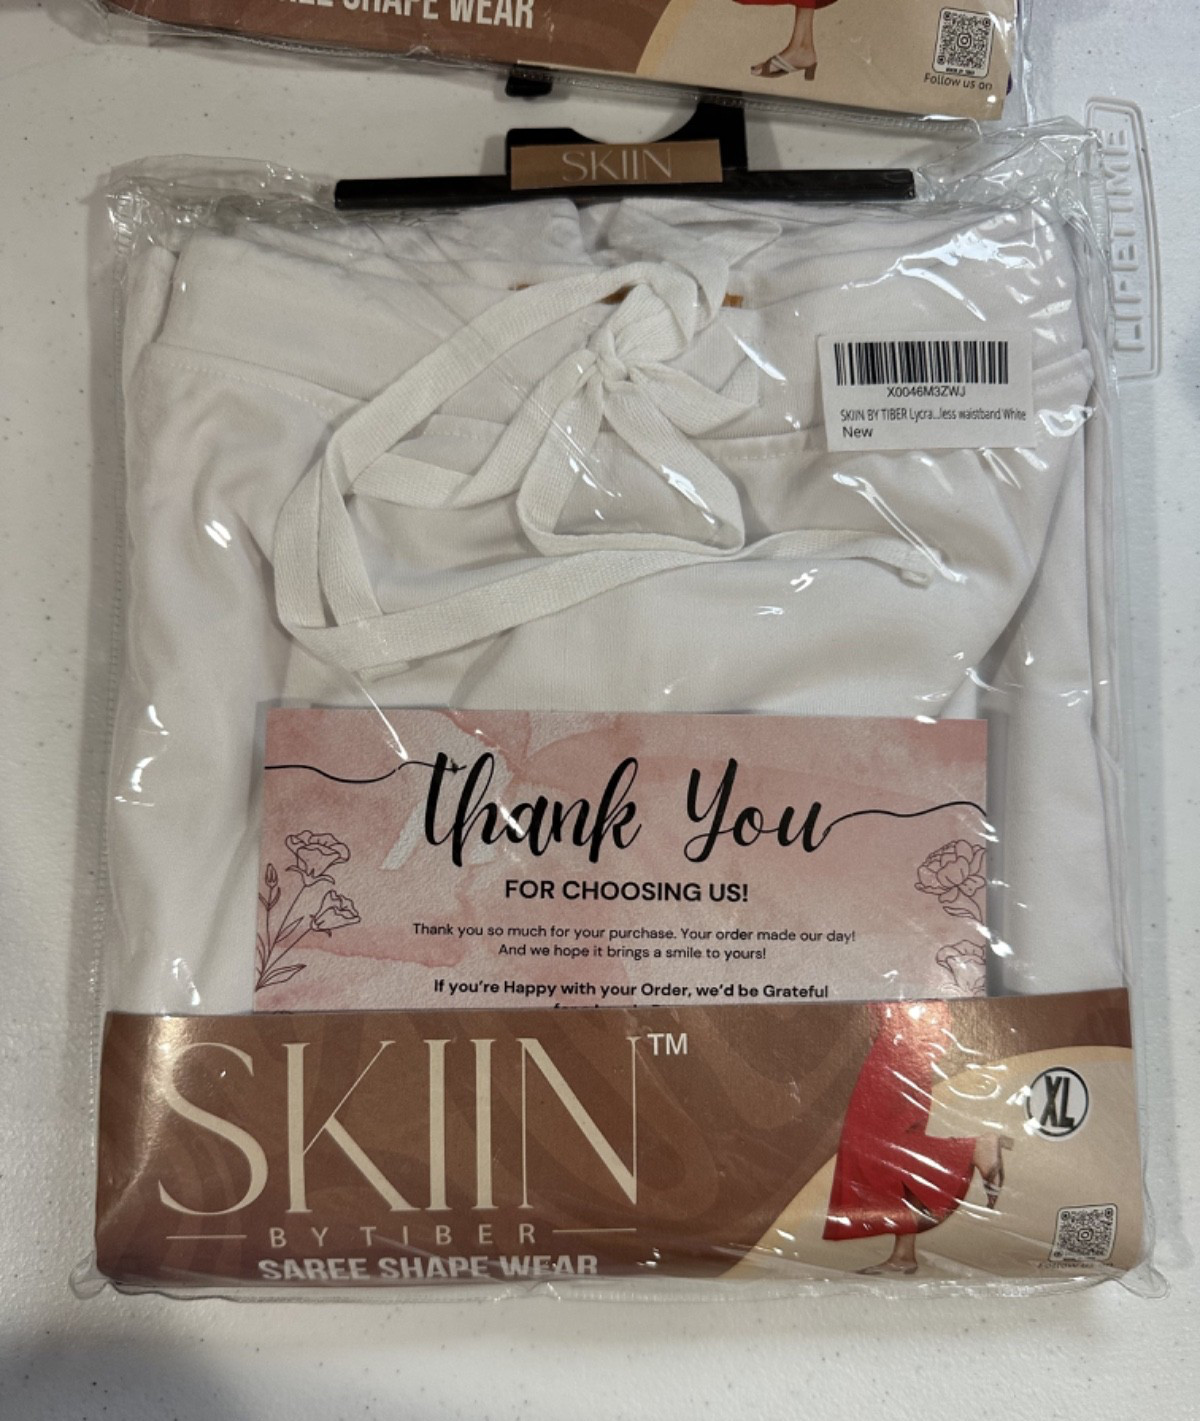 SHAPE WEAR
Follow us on
SKIIN
LIFETIME
X0046M3ZWJ
SKIIN BY TIBER Lycra...less waistband White
New
Thank You
FOR CHOOSING US!
Thank you so much for your purchase. Your order made our day!
And we hope it brings a smile to yours!
If you're Happy with your Order, we'd be Grateful
SKIIN™
XL
BY TIBER
SAREE SHAPE WEAR